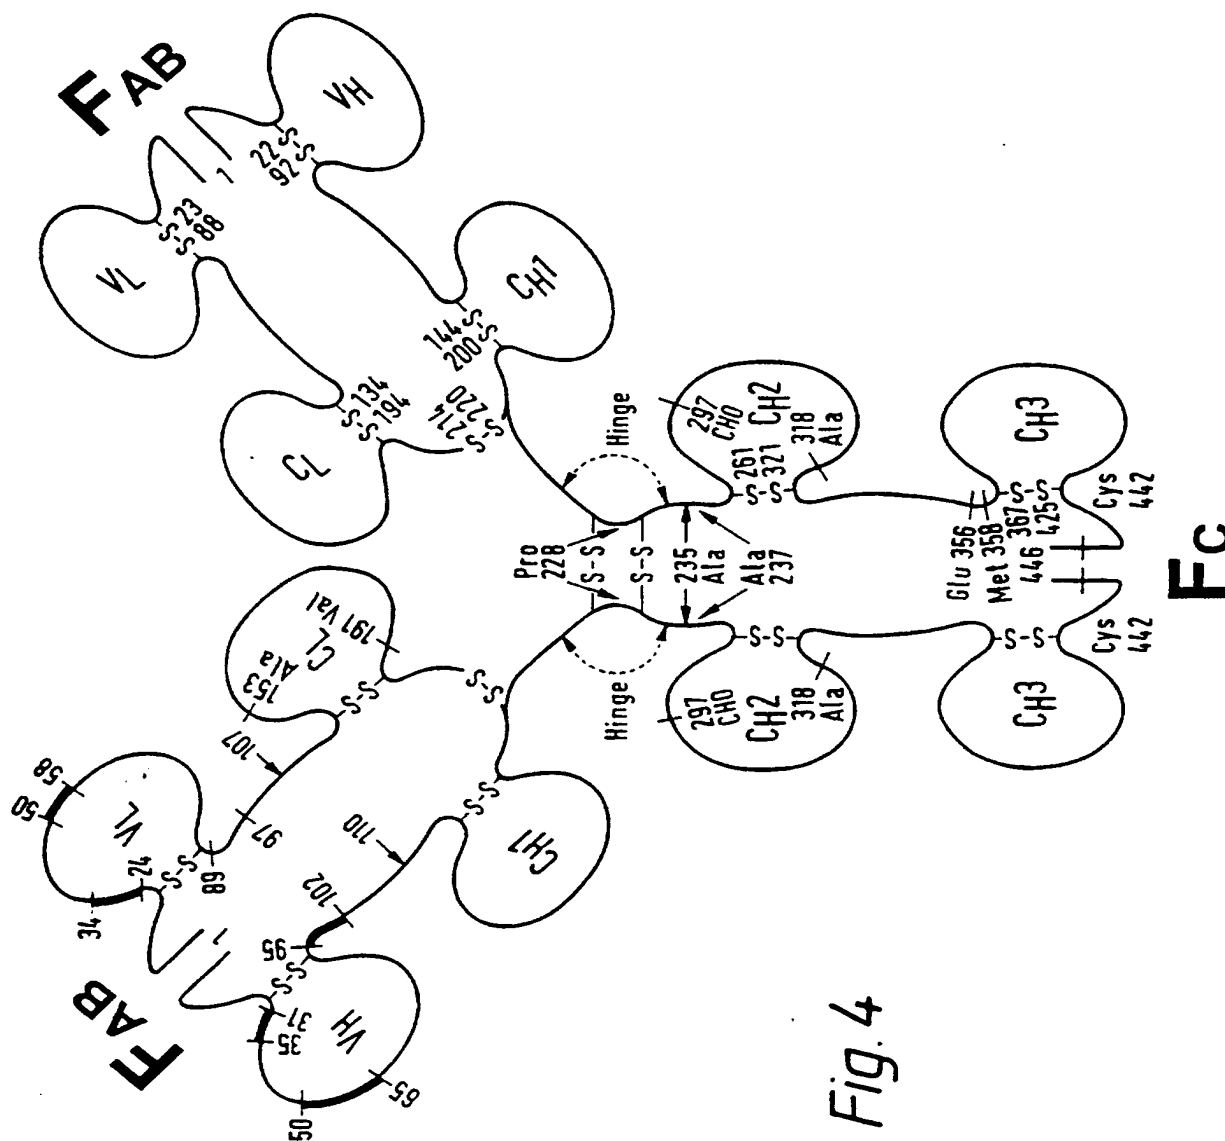 FAB
VL
S-S
23
88
1
VH
22
92
S-S
CL
S-S
134
194
CH1
144
200
S-S
214
220
S-S
Hinge
Pro
228
S-S
S-S
235
Ala
Ala
237
297
CHO
CH2
261
321
S-S
318
Ala
Glu 356
Met 358
367
425
446
S-S
CH3
Cys
442
FC
FAB
VL
50
58
34
24
S-S
89
97
107
1
CL
153
Ala
191 Val
S-S
S-S
VH
31
35
50
65
S-S
95
102
110
CH1
S-S
Hinge
297
CHO
CH2
318
Ala
S-S
CH3
S-S
Cys
442
Fig. 4